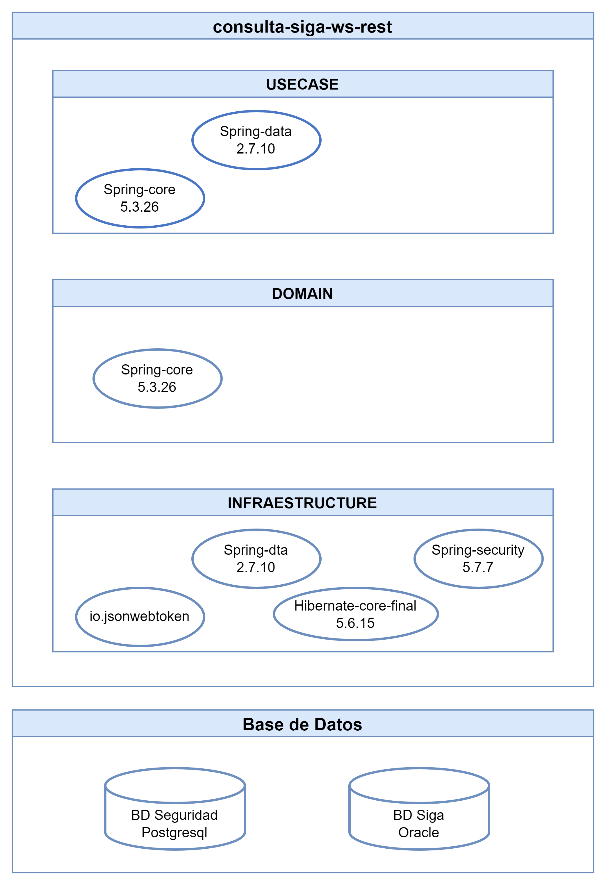 consulta-siga-ws-rest
USECASE
Spring-data
2.7.10
Spring-core
5.3.26
DOMAIN
Spring-core
5.3.26
INFRAESTRUCTURE
Spring-dta
2.7.10
Spring-security
5.7.7
io.jsonwebtoken
Hibernate-core-final
5.6.15
Base de Datos
BD Seguridad
Postgresql
BD Siga
Oracle